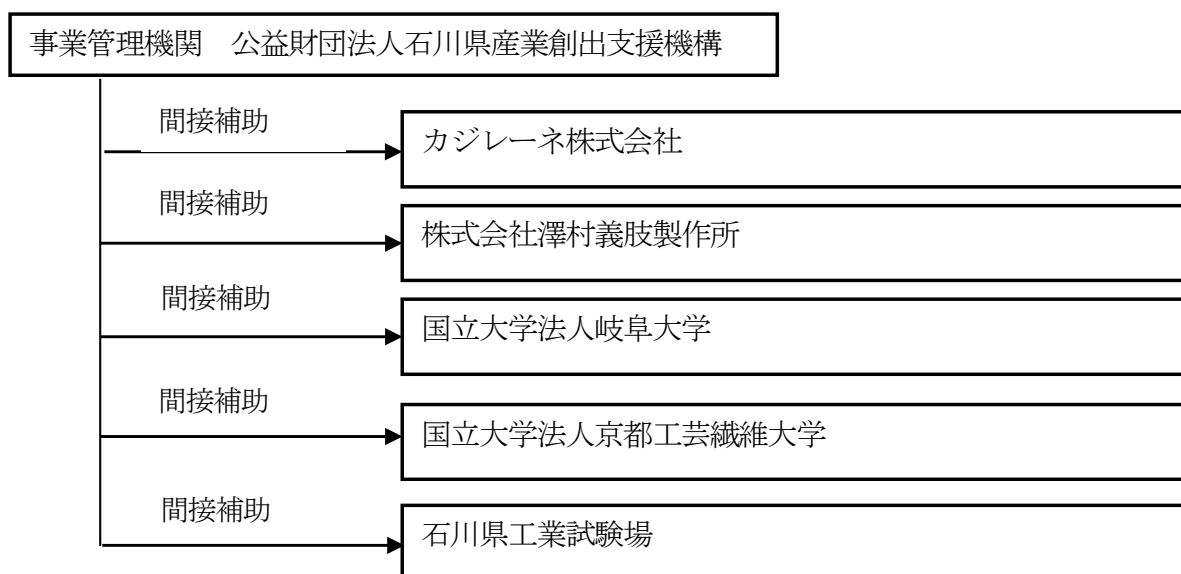 事業管理機関　公益財団法人石川県産業創出支援機構
間接補助
カジレーネ株式会社
間接補助
株式会社澤村義肢製作所
間接補助
国立大学法人岐阜大学
間接補助
国立大学法人京都工芸繊維大学
間接補助
石川県工業試験場